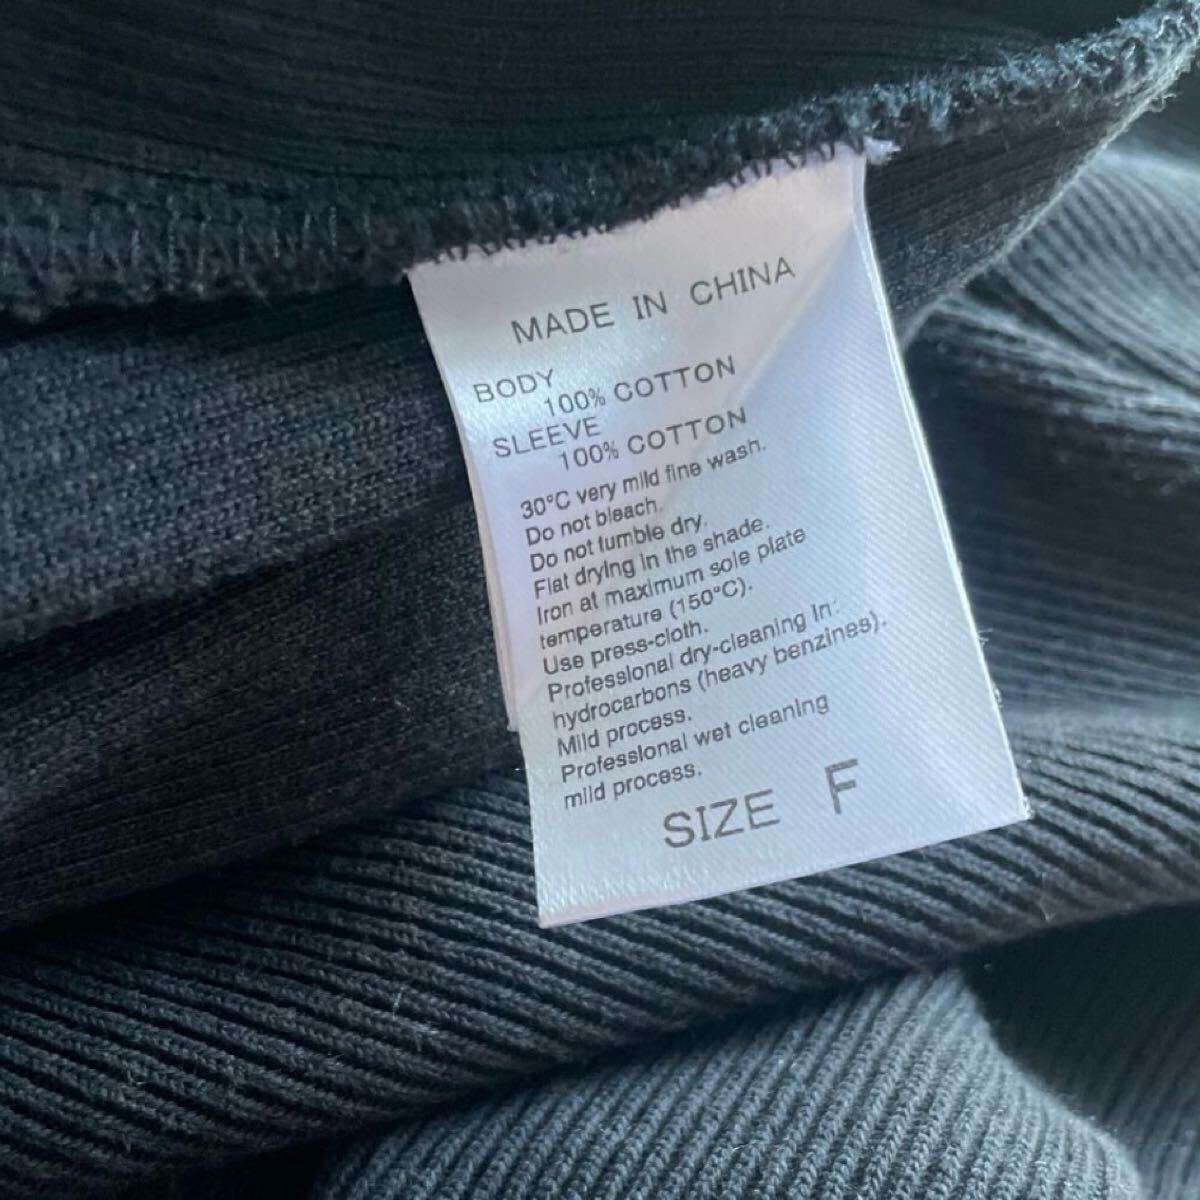 MADE IN CHINA
BODY
100% COTTON
SLEEVE
100% COTTON
30°C very mild fine wash.
Do not bleach.
Do not tumble dry.
Flat drying in the shade.
Iron at maximum sole plate
temperature (150°C).
Use press-cloth.
Professional dry-cleaning in:
hydrocarbons (heavy benzines).
Mild process.
Professional wet cleaning
mild process.
SIZE F